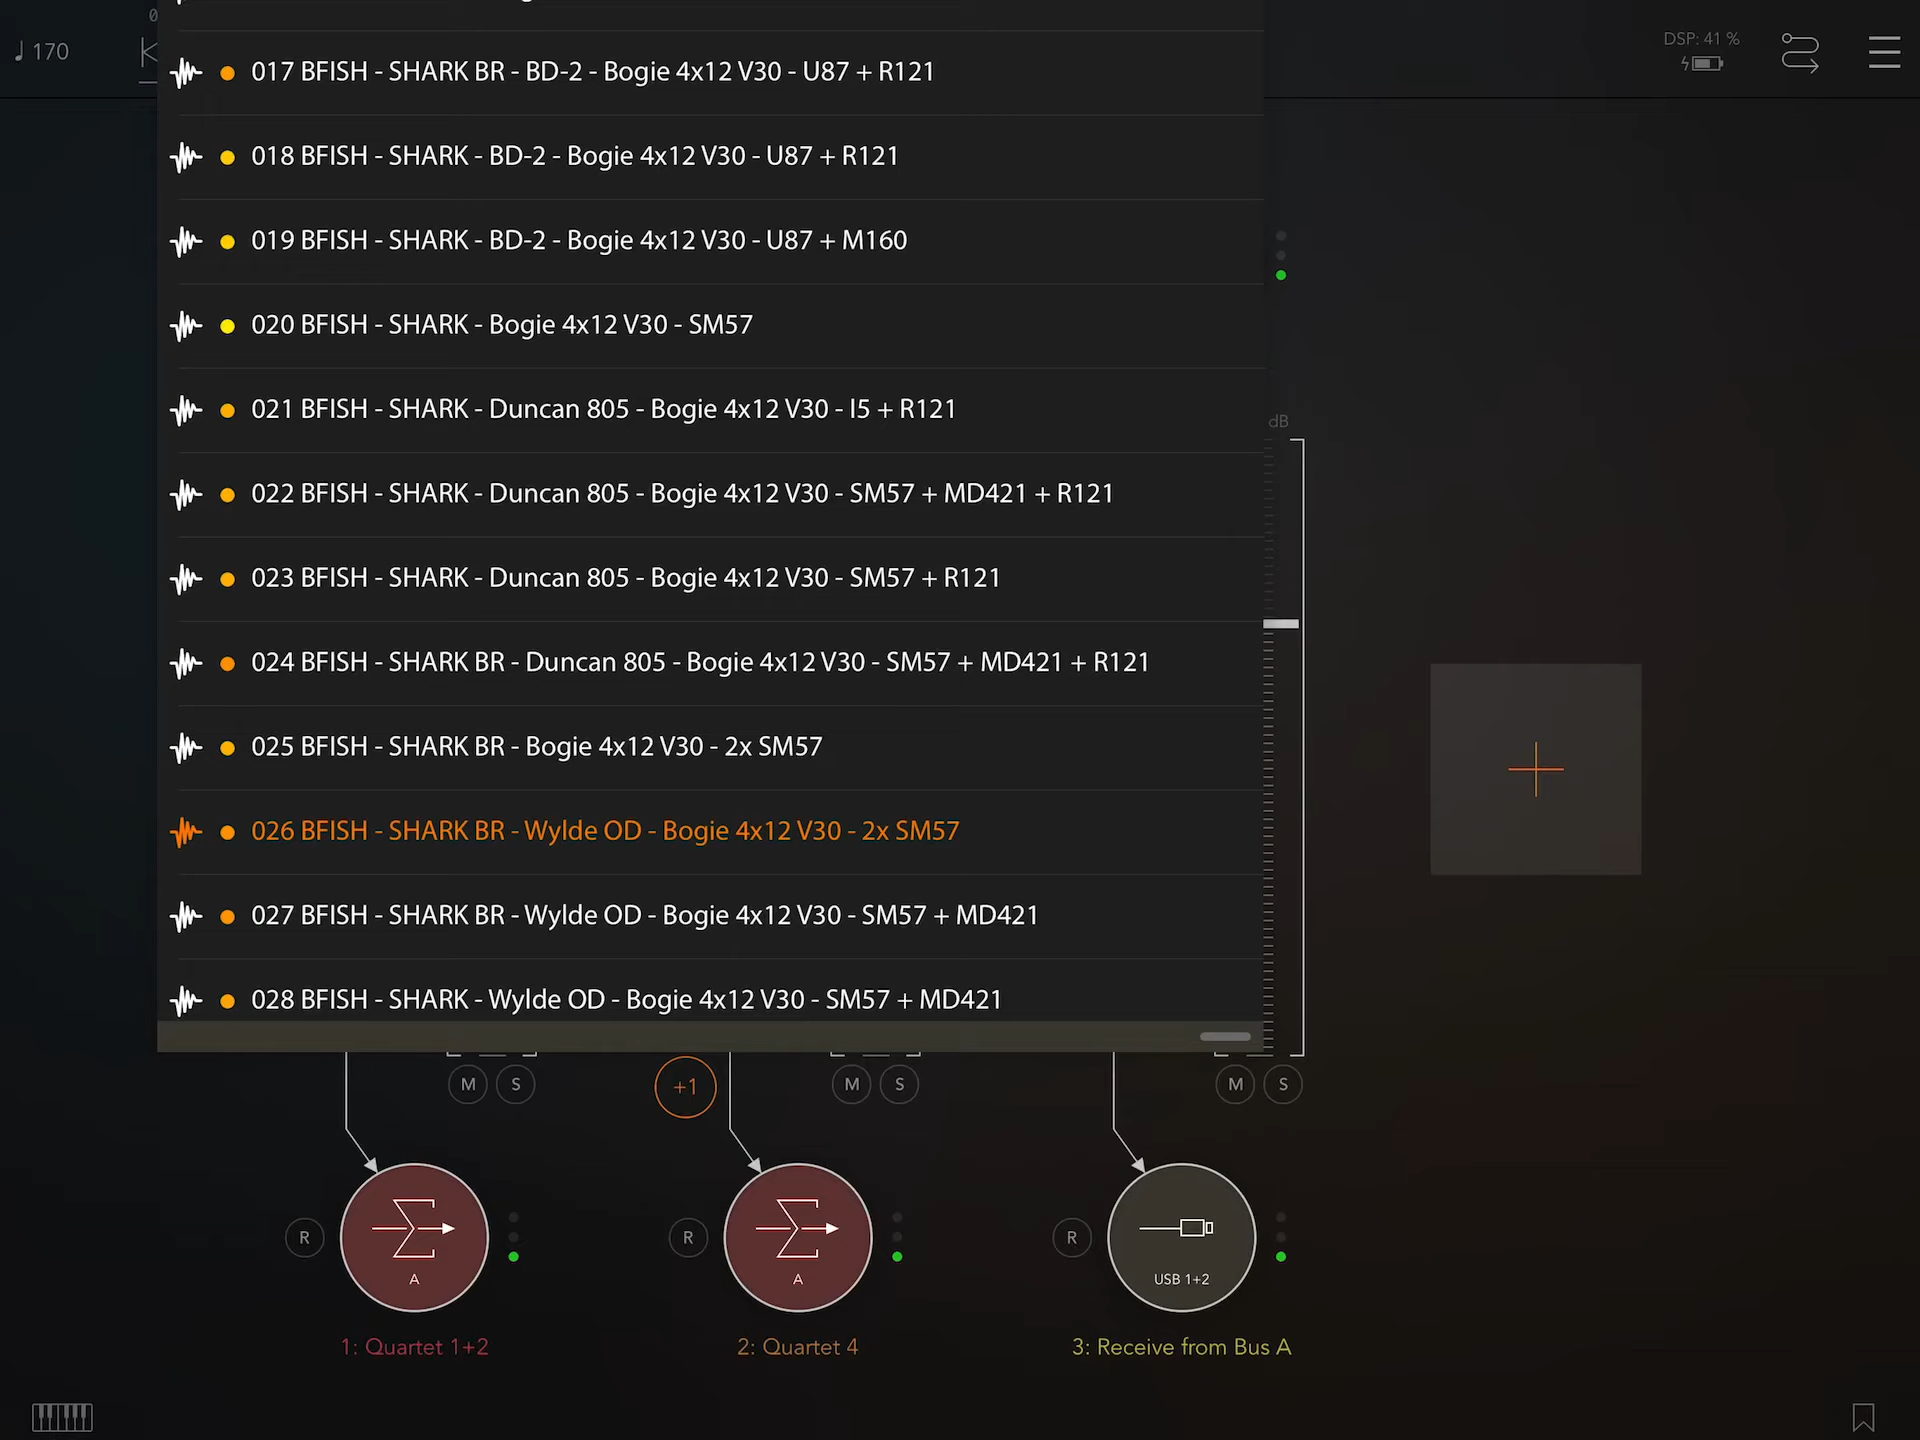 170
DSP: 41 %
017 BFISH - SHARK BR - BD-2 - Bogie 4x12 V30 - U87 + R121
018 BFISH - SHARK - BD-2 - Bogie 4x12 V30 - U87 + R121
019 BFISH - SHARK - BD-2 - Bogie 4x12 V30 - U87 + M160
020 BFISH - SHARK - Bogie 4x12 V30 - SM57
021 BFISH - SHARK - Duncan 805 - Bogie 4x12 V30 - I5 + R121
dB
022 BFISH - SHARK - Duncan 805 - Bogie 4x12 V30 - SM57 + MD421 + R121
023 BFISH - SHARK - Duncan 805 - Bogie 4x12 V30 - SM57 + R121
024 BFISH - SHARK BR - Duncan 805 - Bogie 4x12 V30 - SM57 + MD421 + R121
025 BFISH - SHARK BR - Bogie 4x12 V30 - 2x SM57
026 BFISH - SHARK BR - Wylde OD - Bogie 4x12 V30 - 2x SM57
027 BFISH - SHARK BR - Wylde OD - Bogie 4x12 V30 - SM57 + MD421
028 BFISH - SHARK - Wylde OD - Bogie 4x12 V30 - SM57 + MD421
M S +1 M S M S
R R R
A A USB 1+2
1: Quartet 1+2 2: Quartet 4 3: Receive from Bus A